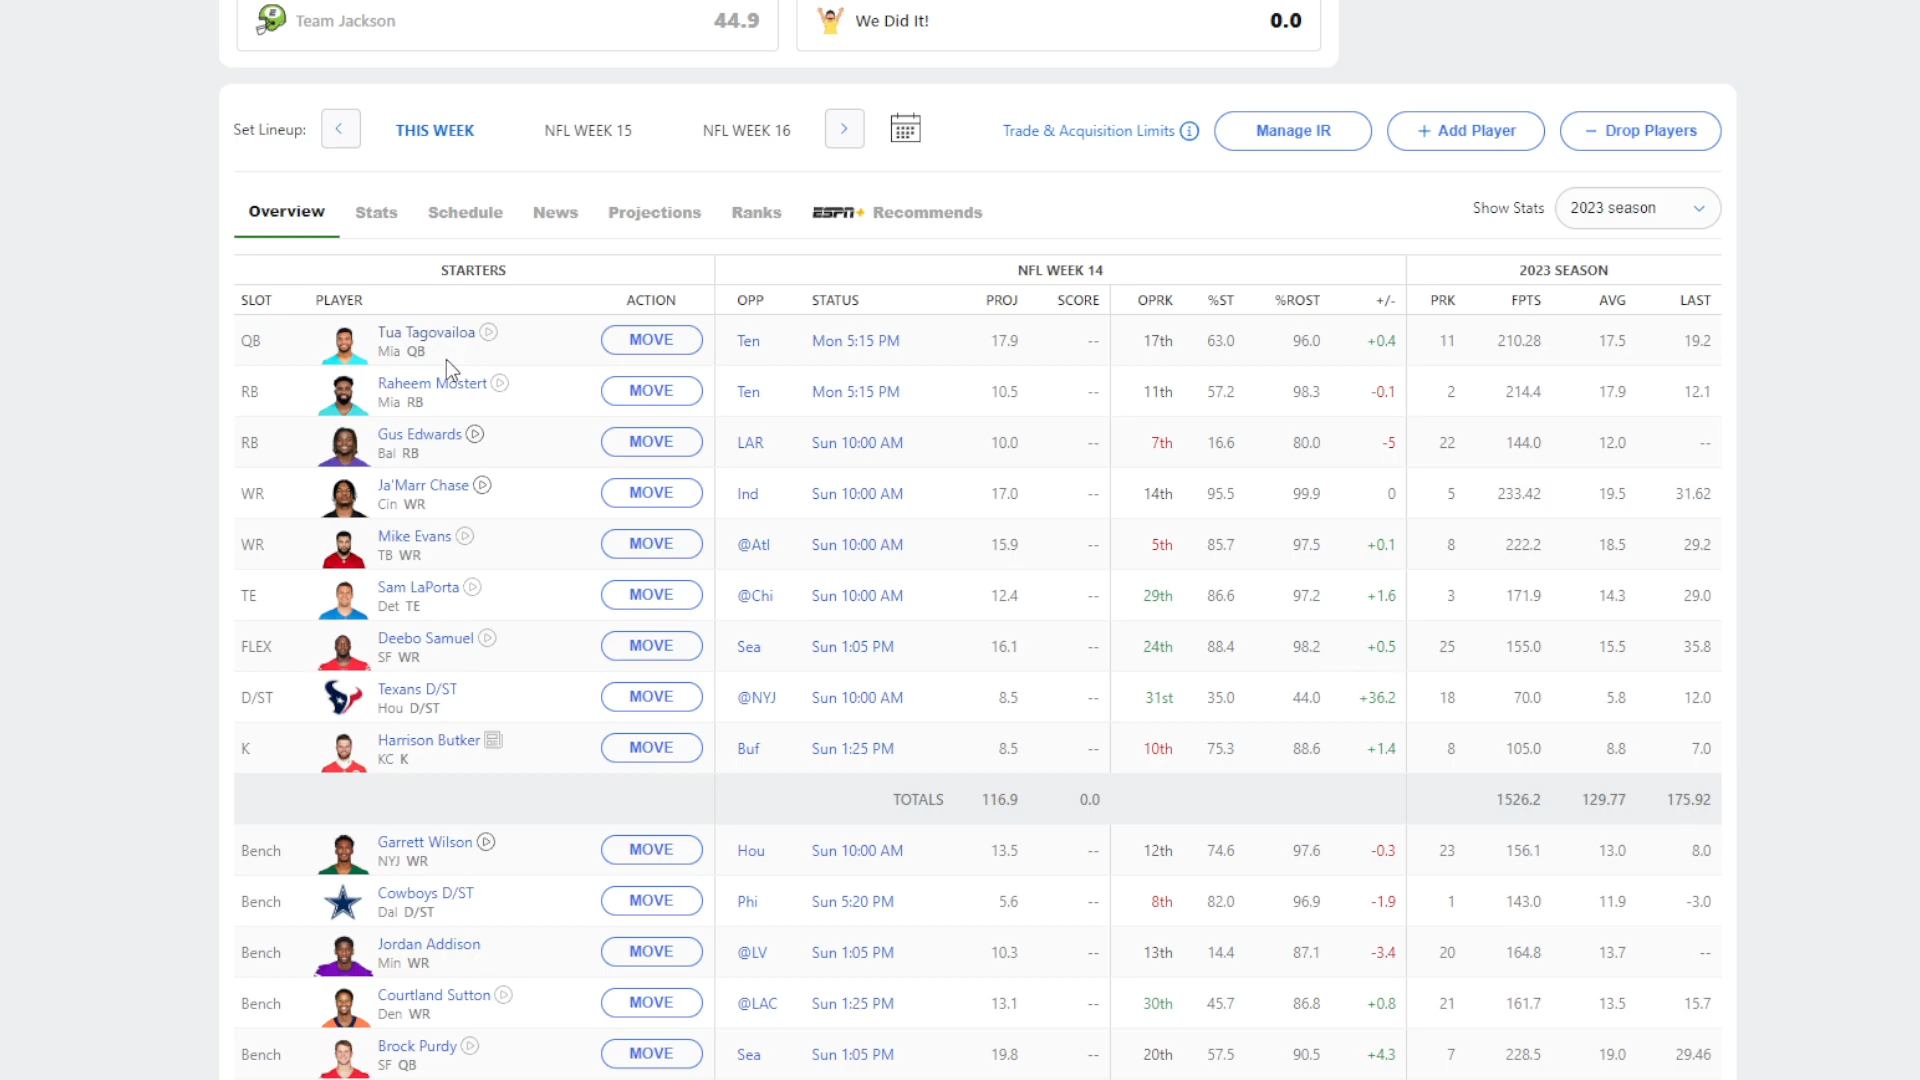 Team Jackson 44.9 We Did It! 0.0
Set Lineup: THIS WEEK NFL WEEK 15 NFL WEEK 16 Trade & Acquisition Limits i Manage IR + Add Player − Drop Players
Overview Stats Schedule News Projections Ranks ESPN+ Recommends Show Stats 2023 season
STARTERS NFL WEEK 14 2023 SEASON
SLOT PLAYER ACTION OPP STATUS PROJ SCORE OPRK %ST %ROST +/- PRK FPTS AVG LAST
QB Tua Tagovailoa MOVE Ten Mon 5:15 PM 17.9 -- 17th 63.0 96.0 +0.4 11 210.28 17.5 19.2
Mia QB
RB Raheem Mostert MOVE Ten Mon 5:15 PM 10.5 -- 11th 57.2 98.3 -0.1 2 214.4 17.9 12.1
Mia RB
RB Gus Edwards MOVE LAR Sun 10:00 AM 10.0 -- 7th 16.6 80.0 -5 22 144.0 12.0 --
Bal RB
WR Ja'Marr Chase MOVE Ind Sun 10:00 AM 17.0 -- 14th 95.5 99.9 0 5 233.42 19.5 31.62
Cin WR
WR Mike Evans MOVE @Atl Sun 10:00 AM 15.9 -- 5th 85.7 97.5 +0.1 8 222.2 18.5 29.2
TB WR
TE Sam LaPorta MOVE @Chi Sun 10:00 AM 12.4 -- 29th 86.6 97.2 +1.6 3 171.9 14.3 29.0
Det TE
FLEX Deebo Samuel MOVE Sea Sun 1:05 PM 16.1 -- 24th 88.4 98.2 +0.5 25 155.0 15.5 35.8
SF WR
D/ST Texans D/ST MOVE @NYJ Sun 10:00 AM 8.5 -- 31st 35.0 44.0 +36.2 18 70.0 5.8 12.0
Hou D/ST
K Harrison Butker MOVE Buf Sun 1:25 PM 8.5 -- 10th 75.3 88.6 +1.4 8 105.0 8.8 7.0
KC K
TOTALS 116.9 0.0 1526.2 129.77 175.92
Bench Garrett Wilson MOVE Hou Sun 10:00 AM 13.5 -- 12th 74.6 97.6 -0.3 23 156.1 13.0 8.0
NYJ WR
Bench Cowboys D/ST MOVE Phi Sun 5:20 PM 5.6 -- 8th 82.0 96.9 -1.9 1 143.0 11.9 -3.0
Dal D/ST
Bench Jordan Addison MOVE @LV Sun 1:05 PM 10.3 -- 13th 14.4 87.1 -3.4 20 164.8 13.7 --
Min WR
Bench Courtland Sutton MOVE @LAC Sun 1:25 PM 13.1 -- 30th 45.7 86.8 +0.8 21 161.7 13.5 15.7
Den WR
Bench Brock Purdy MOVE Sea Sun 1:05 PM 19.8 -- 20th 57.5 90.5 +4.3 7 228.5 19.0 29.46
SF QB